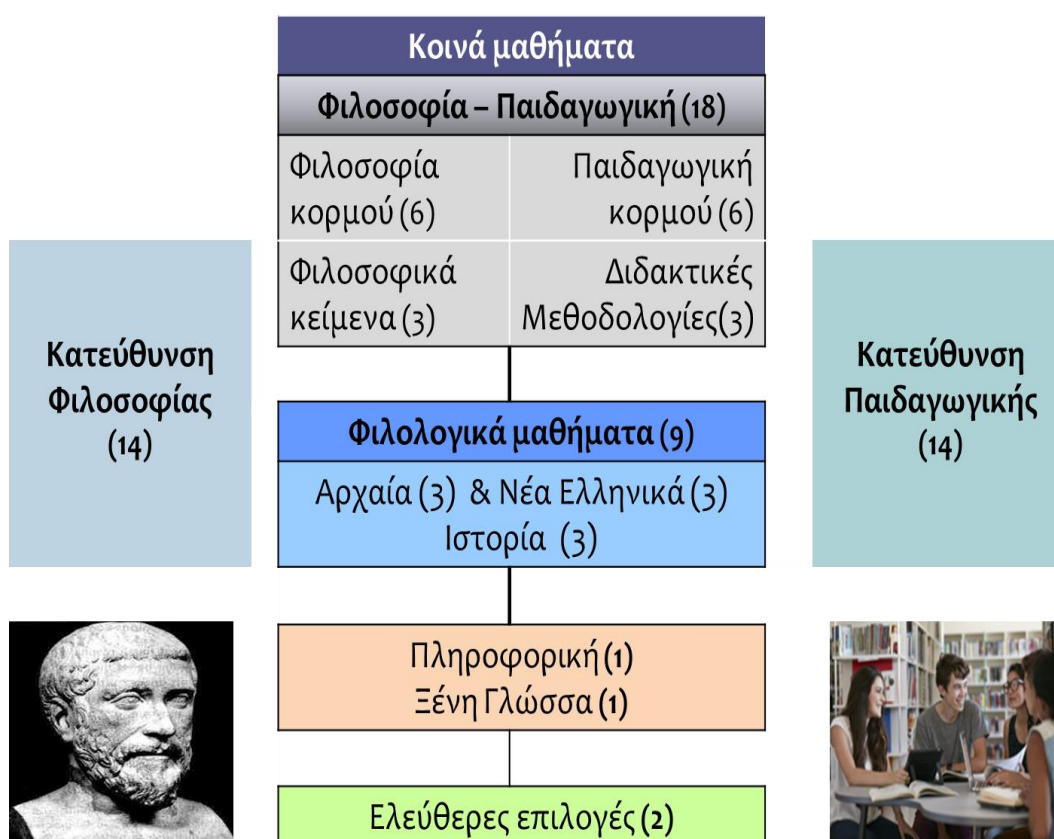 Κοινά μαθήματα
Φιλοσοφία – Παιδαγωγική (18)
Φιλοσοφία
κορμού (6)
Παιδαγωγική
κορμού (6)
Φιλοσοφικά
κείμενα (3)
Διδακτικές
Μεθοδολογίες(3)
Κατεύθυνση
Φιλοσοφίας
(14)
Κατεύθυνση
Παιδαγωγικής
(14)
Φιλολογικά μαθήματα (9)
Αρχαία (3) & Νέα Ελληνικά (3)
Ιστορία (3)
Πληροφορική (1)
Ξένη Γλώσσα (1)
Ελεύθερες επιλογές (2)